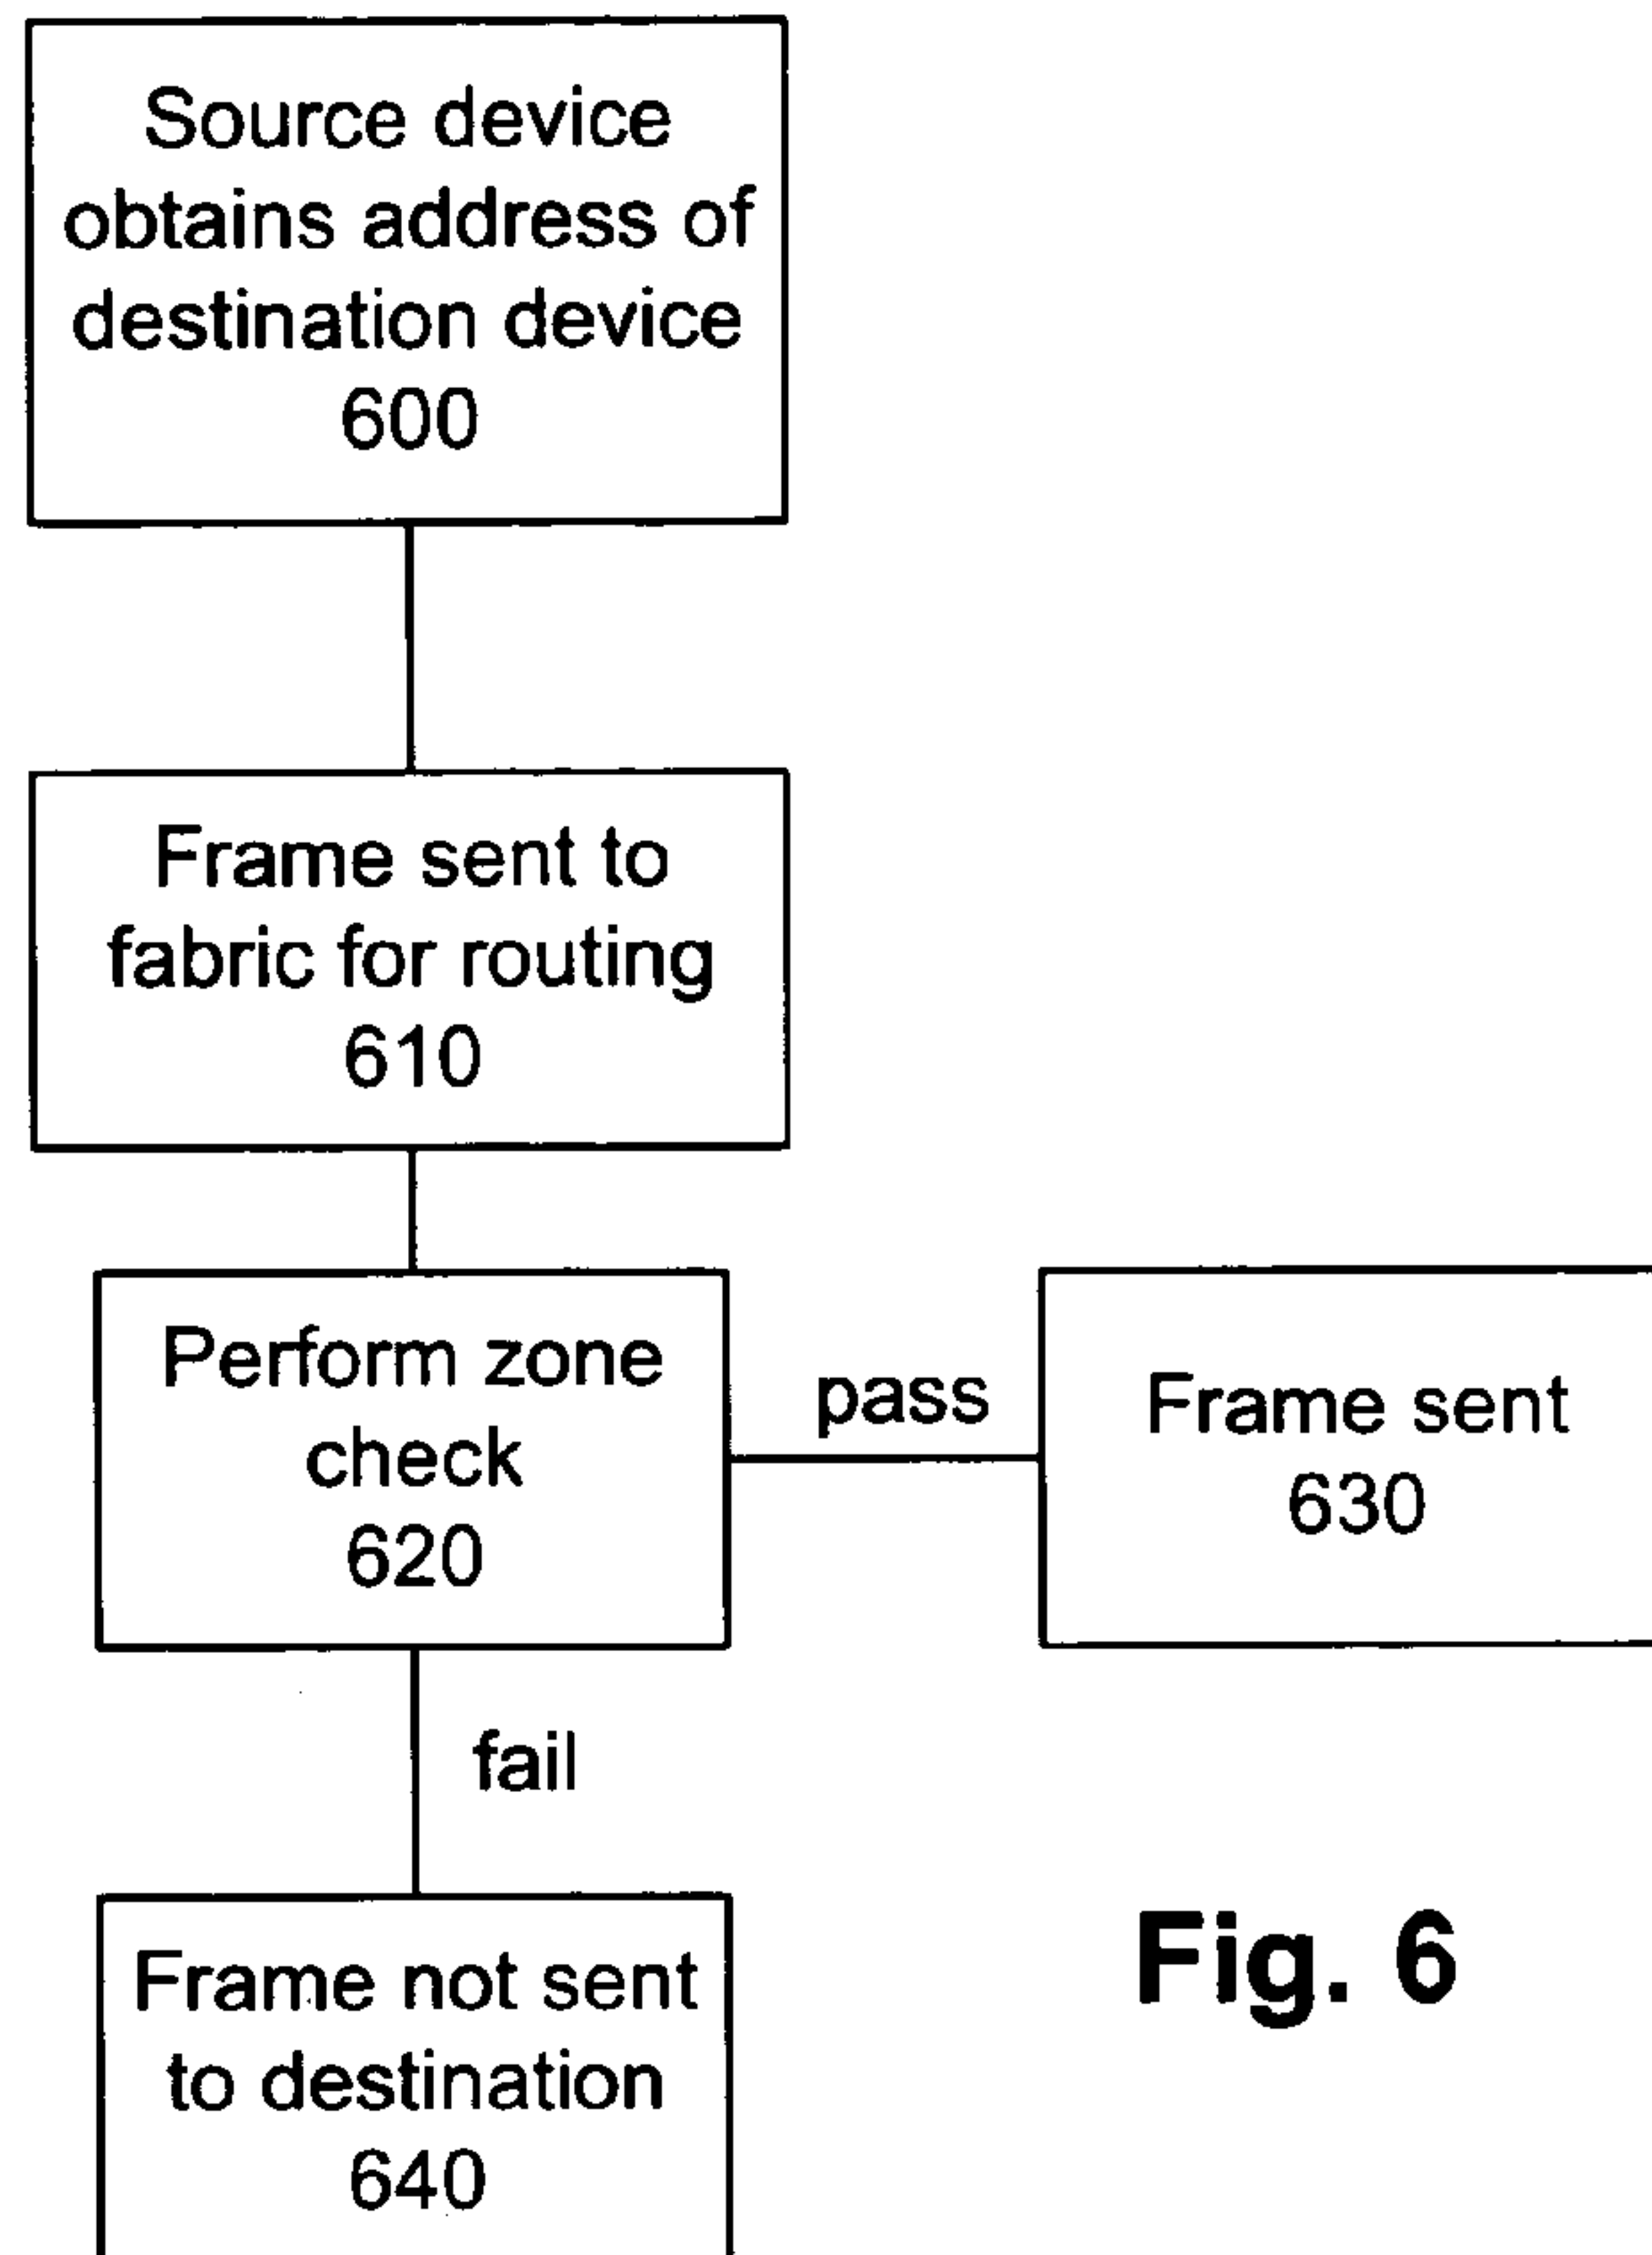 Source device
obtains address of
destination device
600
Frame sent to
fabric for routing
610
Perform zone
check
620
pass
Frame sent
630
fail
Frame not sent
to destination
640
Fig. 6